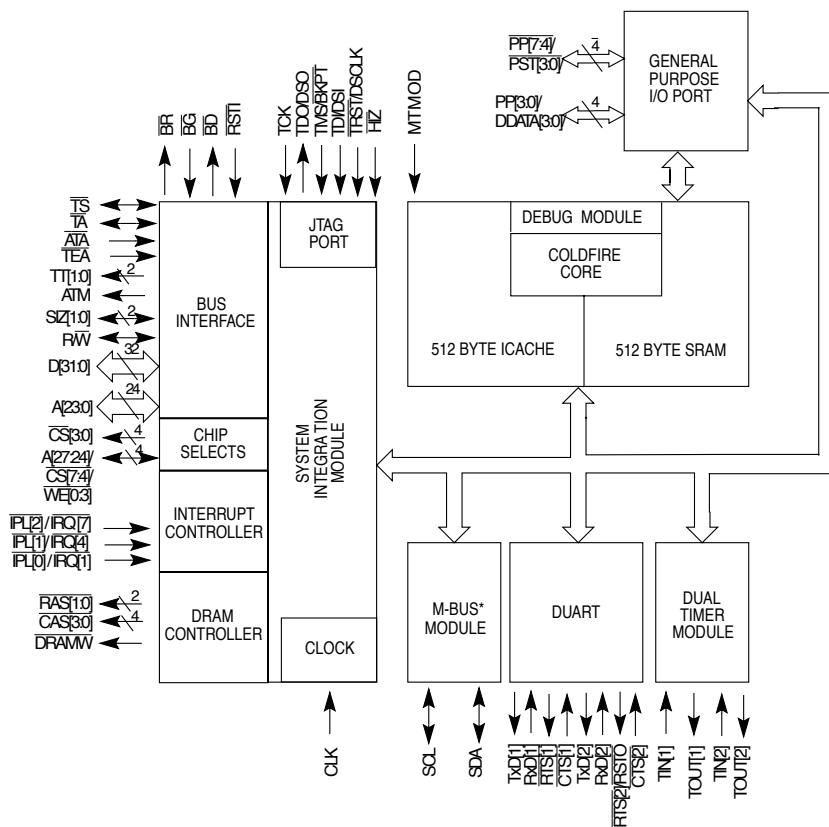 PP[7:4]/
PST[3:0]/
4
PP[3:0]/
DDATA[3:0]/
4
GENERAL
PURPOSE
I/O PORT
BR
BG
BD
RSTI
TCK
TDO/DSO
TMS/BKPT
TDI/DSI
TRST/DSCLK
HIZ
MTMOD
TS
TA
ATA
TEA
TT[1:0]
2
ATM
SIZ[1:0]
2
R/W
D[31:0]
32
A[23:0]
24
CS[3:0]
4
A[27:24]/
4
CS[7:4]/
WE[0:3]
IPL[2]/IRQ[7]
IPL[1]/IRQ[4]
IPL[0]/IRQ[1]
RAS[1:0]
2
CAS[3:0]
4
DRAMW
BUS
INTERFACE
CHIP
SELECTS
INTERRUPT
CONTROLLER
DRAM
CONTROLLER
JTAG
PORT
SYSTEM
INTEGRATION
MODULE
CLOCK
CLK
DEBUG MODULE
COLDFIRE
CORE
512 BYTE ICACHE
512 BYTE SRAM
M-BUS*
MODULE
DUART
DUAL
TIMER
MODULE
SCL
SDA
TxD[1]
RxD[1]
RTS[1]
CTS[1]
TxD[2]
RxD[2]
RTS[2]/RSTO
CTS[2]
TIN[1]
TOUT[1]
TIN[2]
TOUT[2]